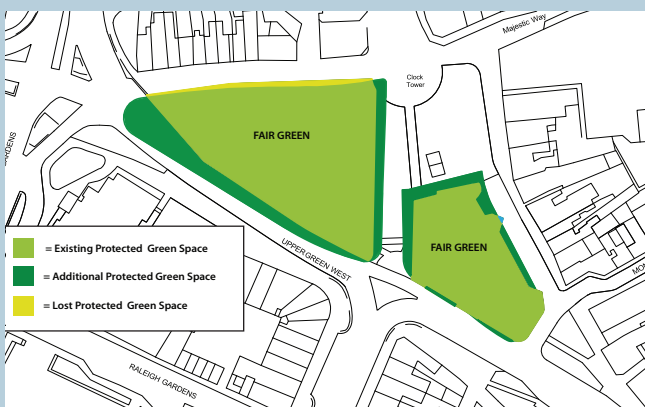 Majestic Way
Clock
Tower
FAIR GREEN
FAIR GREEN
UPPER GREEN WEST
= Existing Protected Green Space
= Additional Protected Green Space
= Lost Protected Green Space
RALEIGH GARDENS